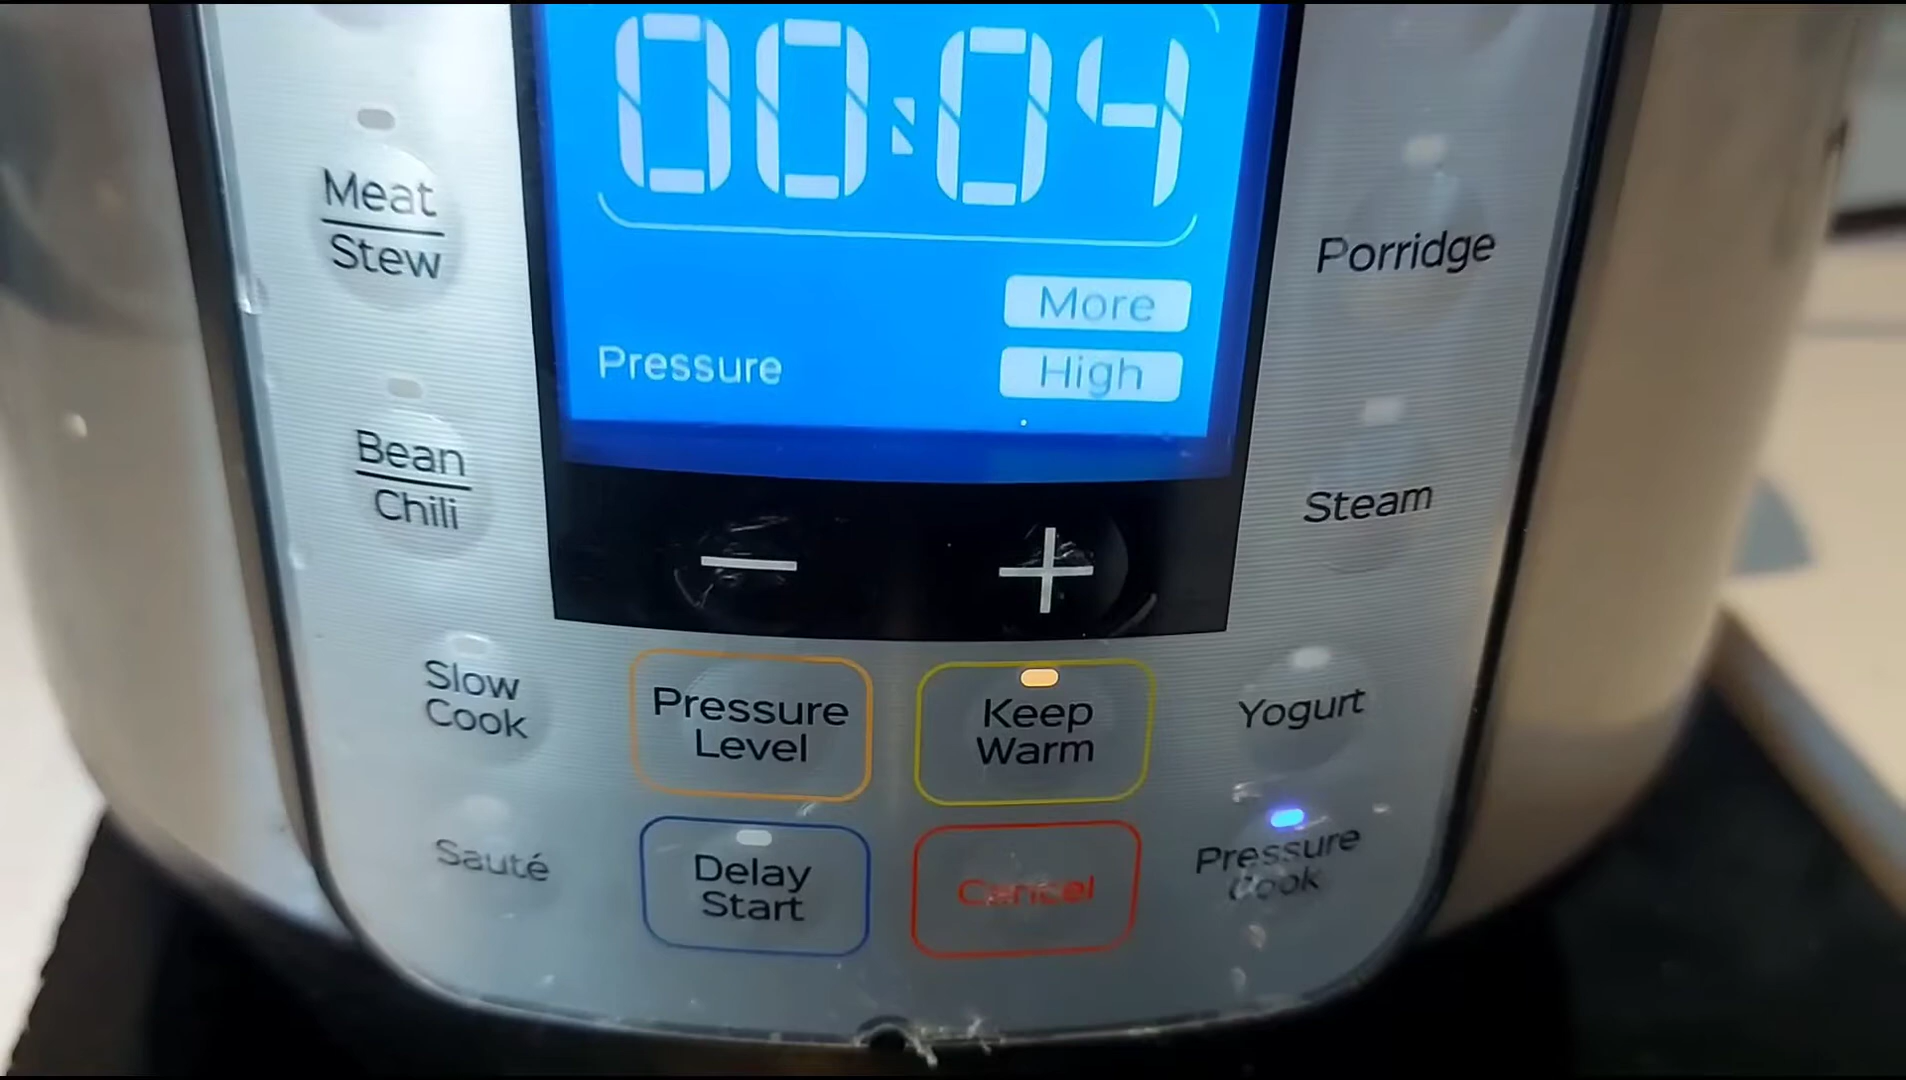 00:04
Meat
Stew
Porridge
More
Pressure
High
Bean
Chili
Steam
−
+
Slow
Cook
Pressure
Level
Keep
Warm
Yogurt
Sauté
Delay
Start
Cancel
Pressure
Cook